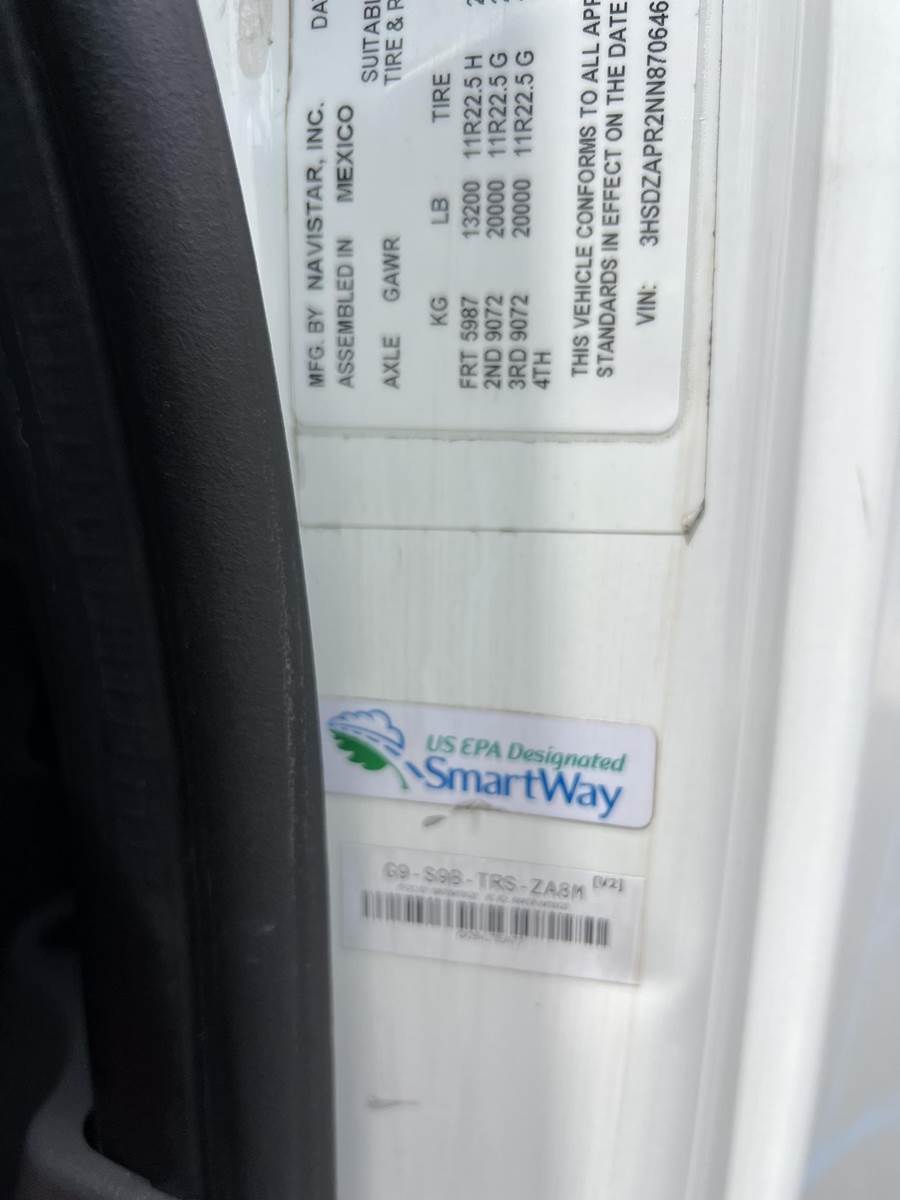 MFG. BY NAVISTAR, INC. DA
ASSEMBLED IN MEXICO SUITABL
TIRE & R
AXLE GAWR
KG LB TIRE
FRT 5987 13200 11R22.5 H
2ND 9072 20000 11R22.5 G
3RD 9072 20000 11R22.5 G
4TH
THIS VEHICLE CONFORMS TO ALL APP
STANDARDS IN EFFECT ON THE DATE
VIN: 3HSDZAPR2NN870646
US EPA Designated
SmartWay
G9-S9B-TRS-ZA8M [V2]